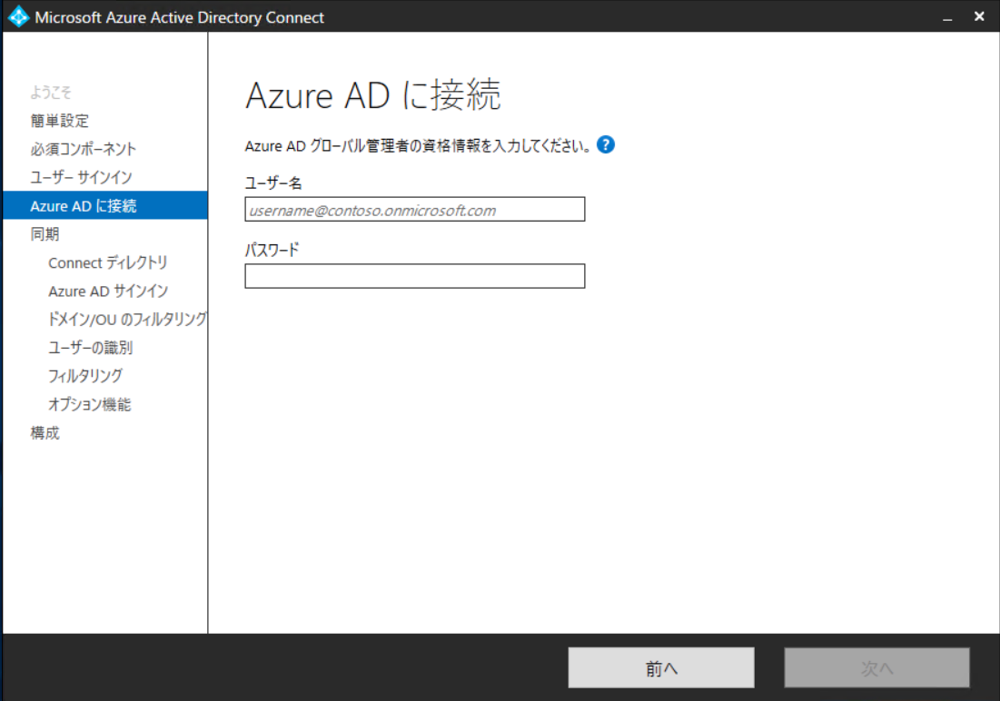 Microsoft Azure Active Directory Connect
ようこそ
簡単設定
必須コンポーネント
ユーザー サインイン
Azure AD に接続
同期
Connect ディレクトリ
Azure AD サインイン
ドメイン/OU のフィルタリング
ユーザーの識別
フィルタリング
オプション機能
構成
Azure AD に接続
Azure AD グローバル管理者の資格情報を入力してください。 ?
ユーザー名
username@contoso.onmicrosoft.com
パスワード
前へ
次へ